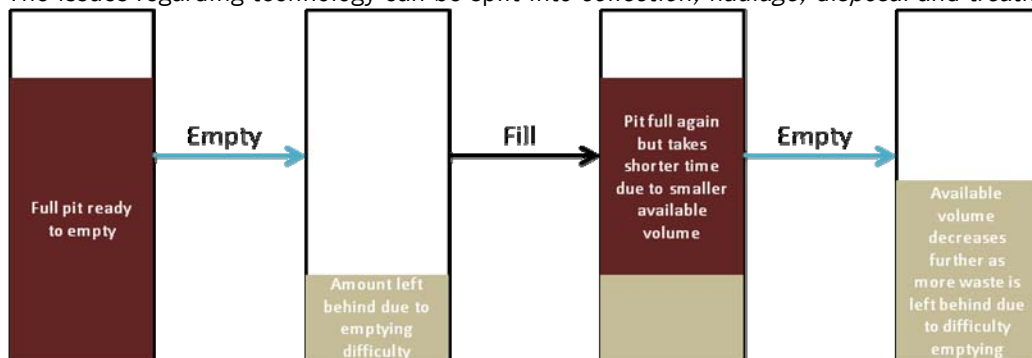 The issues regarding technology can be split into collection, haulage, disposal and
Full pit ready
to empty
Empty
Amount left
behind due to
emptying
difficulty
Fill
Pit full again
but takes
shorter time
due to smaller
available
volume
Empty
Available
volume
decreases
further as
more waste is
left behind due
to difficulty
emptying